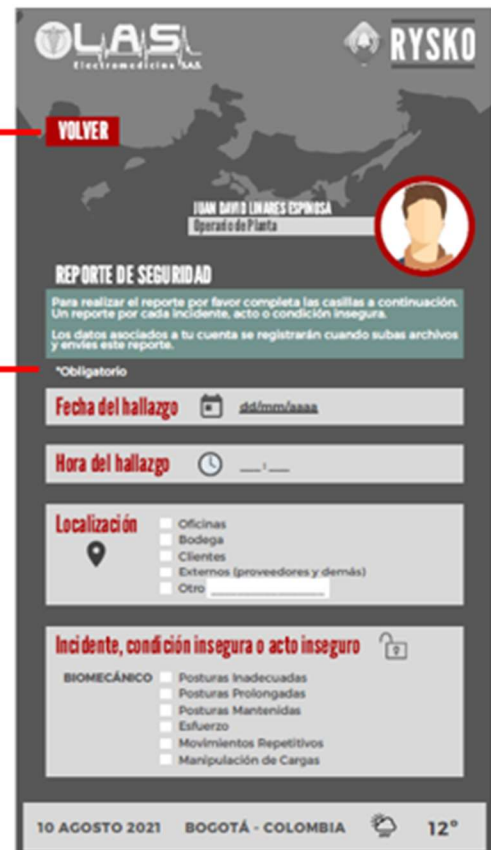 OLAS
Electromedicina SAS
RYSKO
VOLVER
JUAN DAVID LINARES ESPINOSA
Operario de Planta
REPORTE DE SEGURIDAD
Para realizar el reporte por favor completa las casillas a continuación.
Un reporte por cada incidente, acto o condición insegura.
Los datos asociados a tu cuenta se registrarán cuando subas archivos
y envíes este reporte.
*Obligatorio
Fecha del hallazgo dd/mm/aaaa
Hora del hallazgo __:__
Localización
Oficinas
Bodega
Clientes
Externos (proveedores y demás)
Otro
Incidente, condición insegura o acto inseguro
BIOMECÁNICO Posturas Inadecuadas
Posturas Prolongadas
Posturas Mantenidas
Esfuerzo
Movimientos Repetitivos
Manipulación de Cargas
10 AGOSTO 2021 BOGOTÁ - COLOMBIA 12°